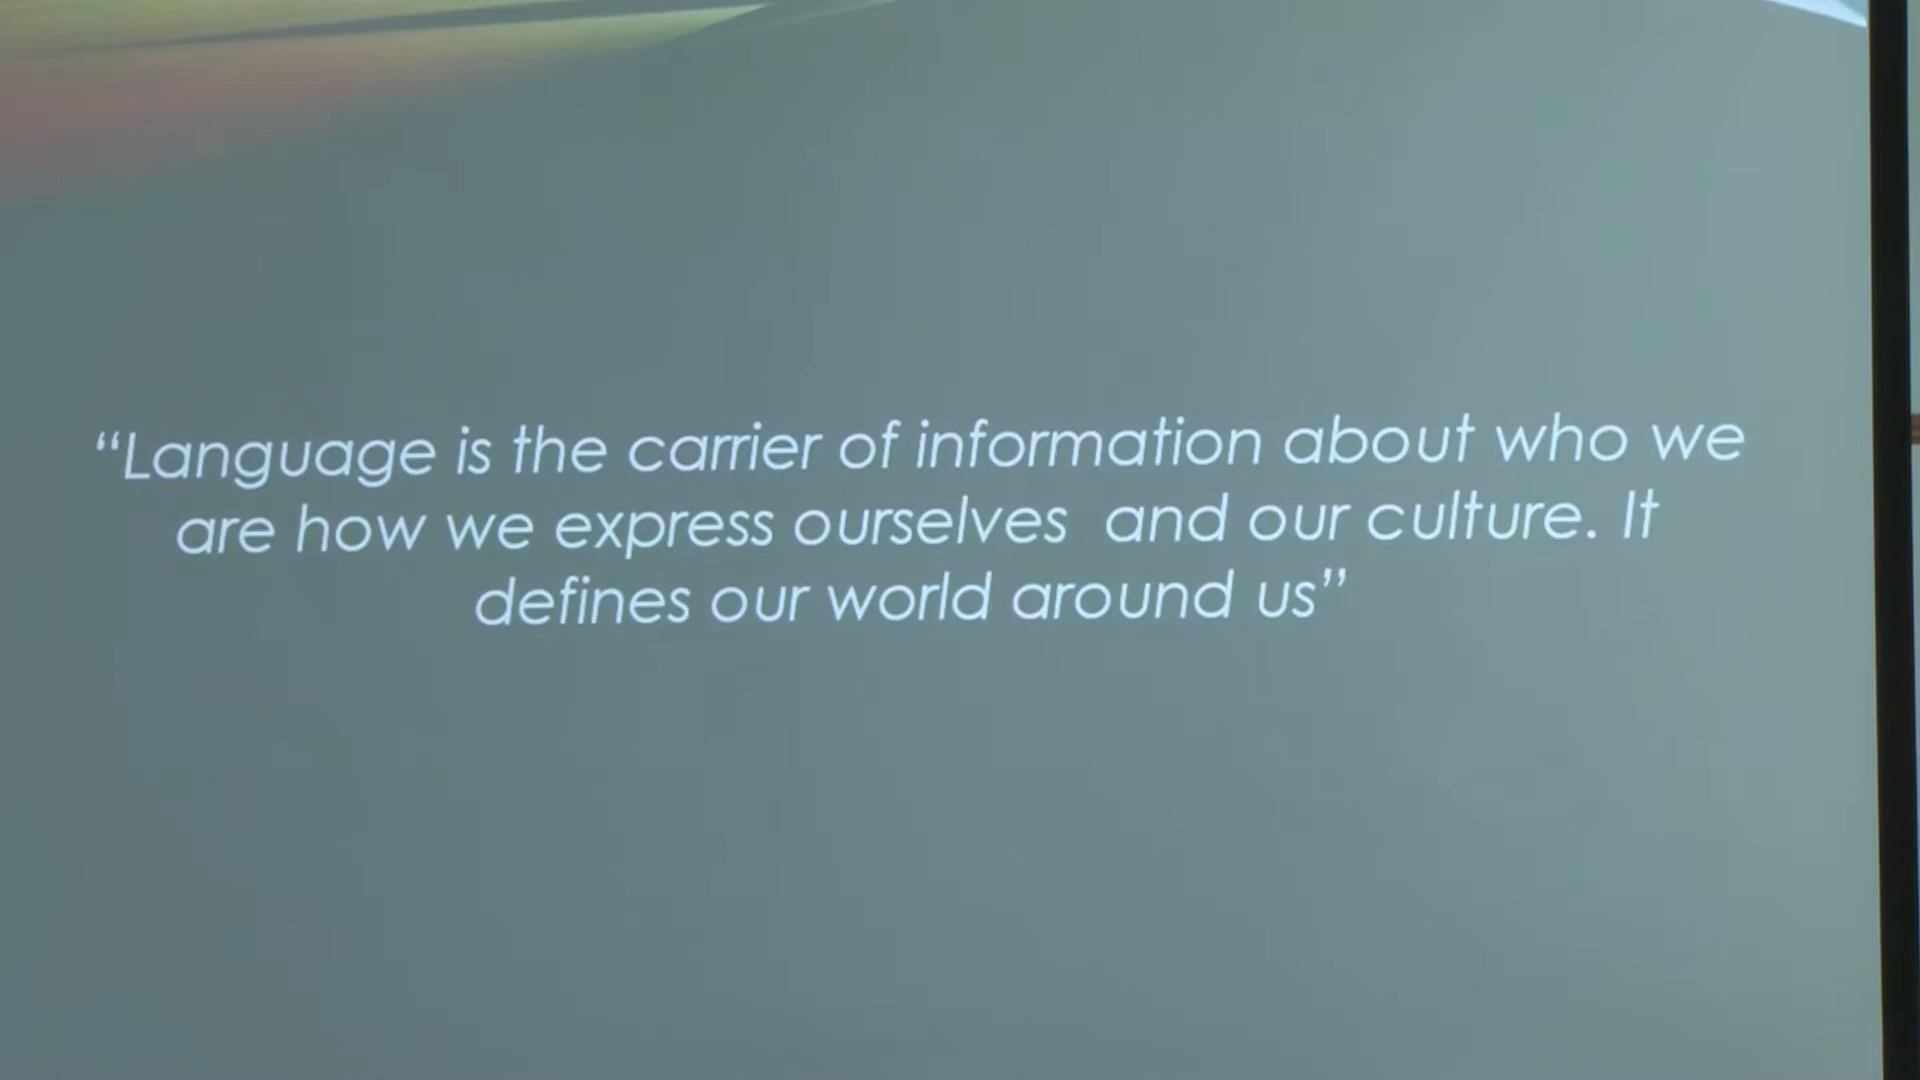 “Language is the carrier of information about who we
are how we express ourselves  and our culture. It
defines our world around us”